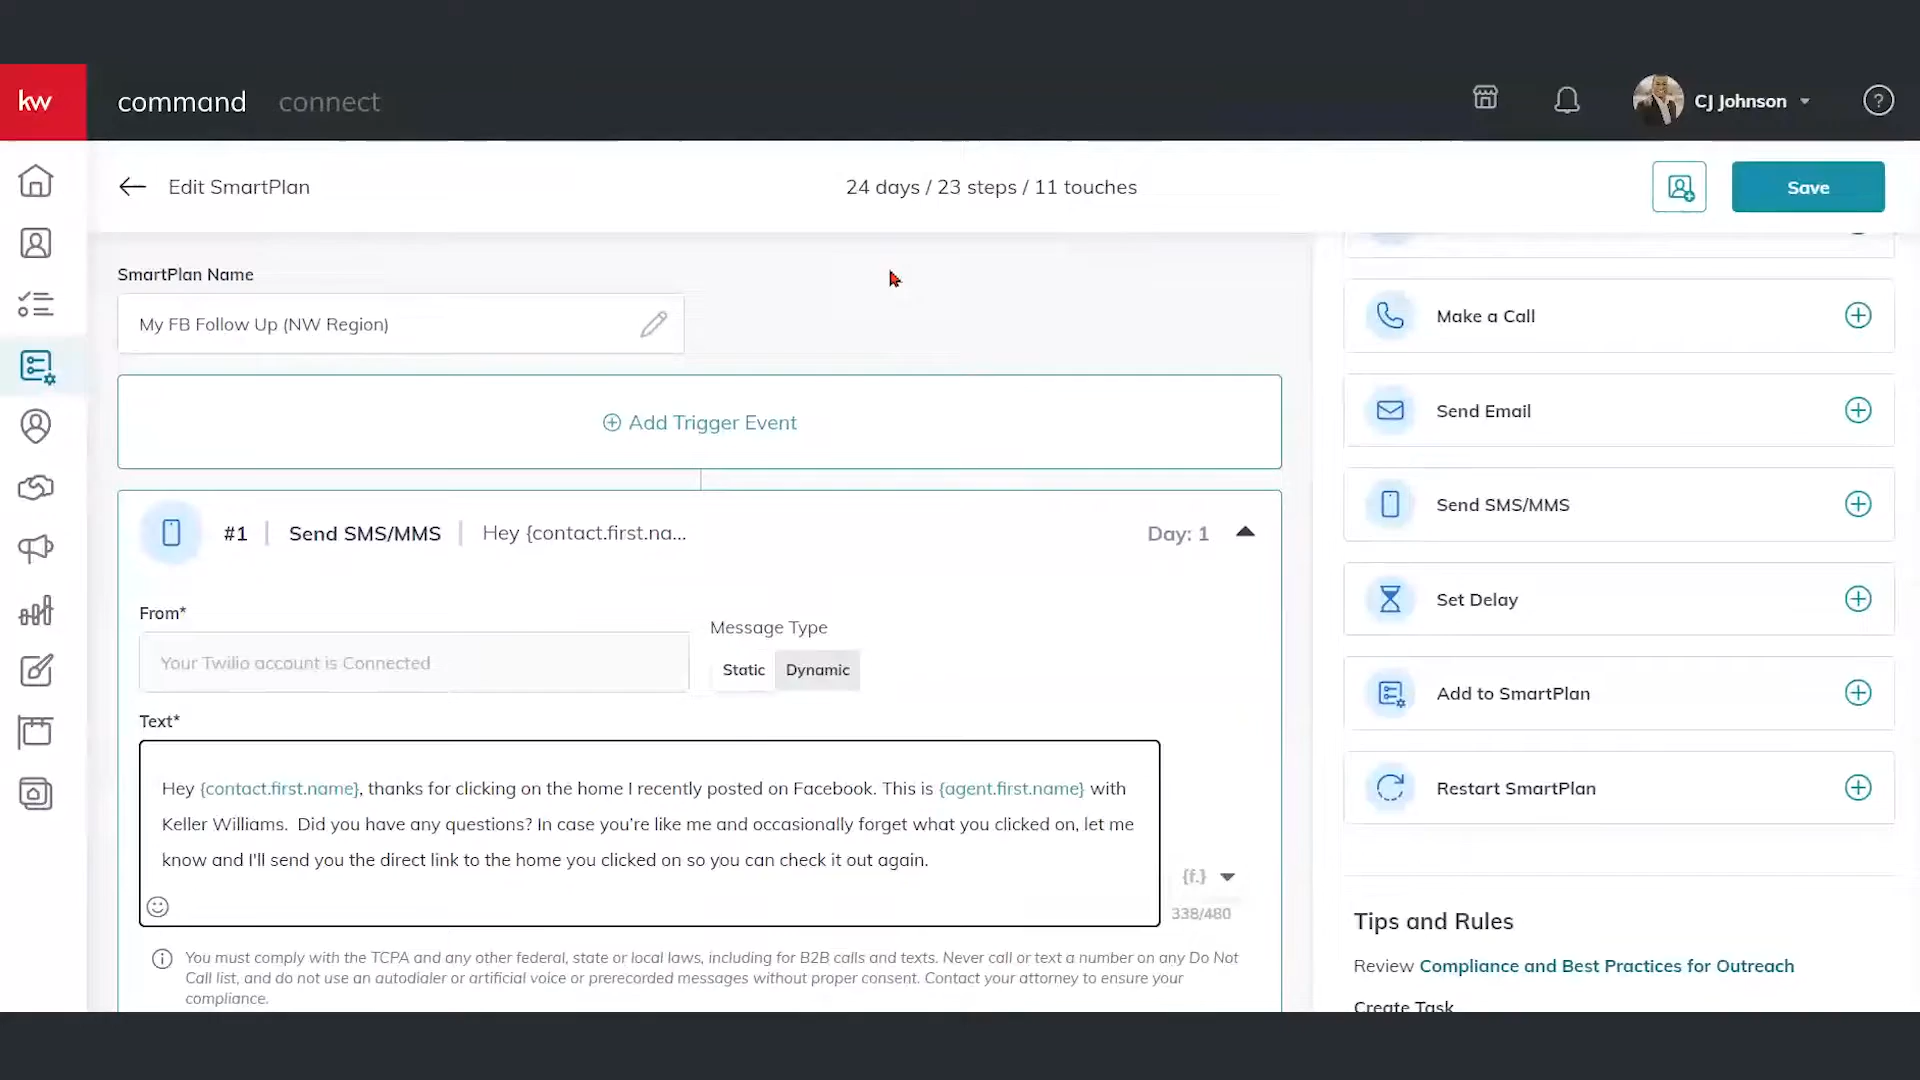 kw
command
connect
CJ Johnson
?
Edit SmartPlan
24 days / 23 steps / 11 touches
Save
SmartPlan Name
My FB Follow Up (NW Region)
Add Trigger Event
#1 | Send SMS/MMS | Hey {contact.first.na...
Day: 1
From*
Your Twilio account is Connected
Message Type
Static
Dynamic
Text*
Hey {contact.first.name}, thanks for clicking on the home I recently posted on Facebook. This is {agent.first.name} with
Keller Williams.  Did you have any questions? In case you're like me and occasionally forget what you clicked on, let me
know and I'll send you the direct link to the home you clicked on so you can check it out again.
{f.}
338/480
You must comply with the TCPA and any other federal, state or local laws, including for B2B calls and texts. Never call or text a number on any Do Not
Call list, and do not use an autodialer or artificial voice or prerecorded messages without proper consent. Contact your attorney to ensure your
compliance.
Make a Call
Send Email
Send SMS/MMS
Set Delay
Add to SmartPlan
Restart SmartPlan
Tips and Rules
Review Compliance and Best Practices for Outreach
Create Task